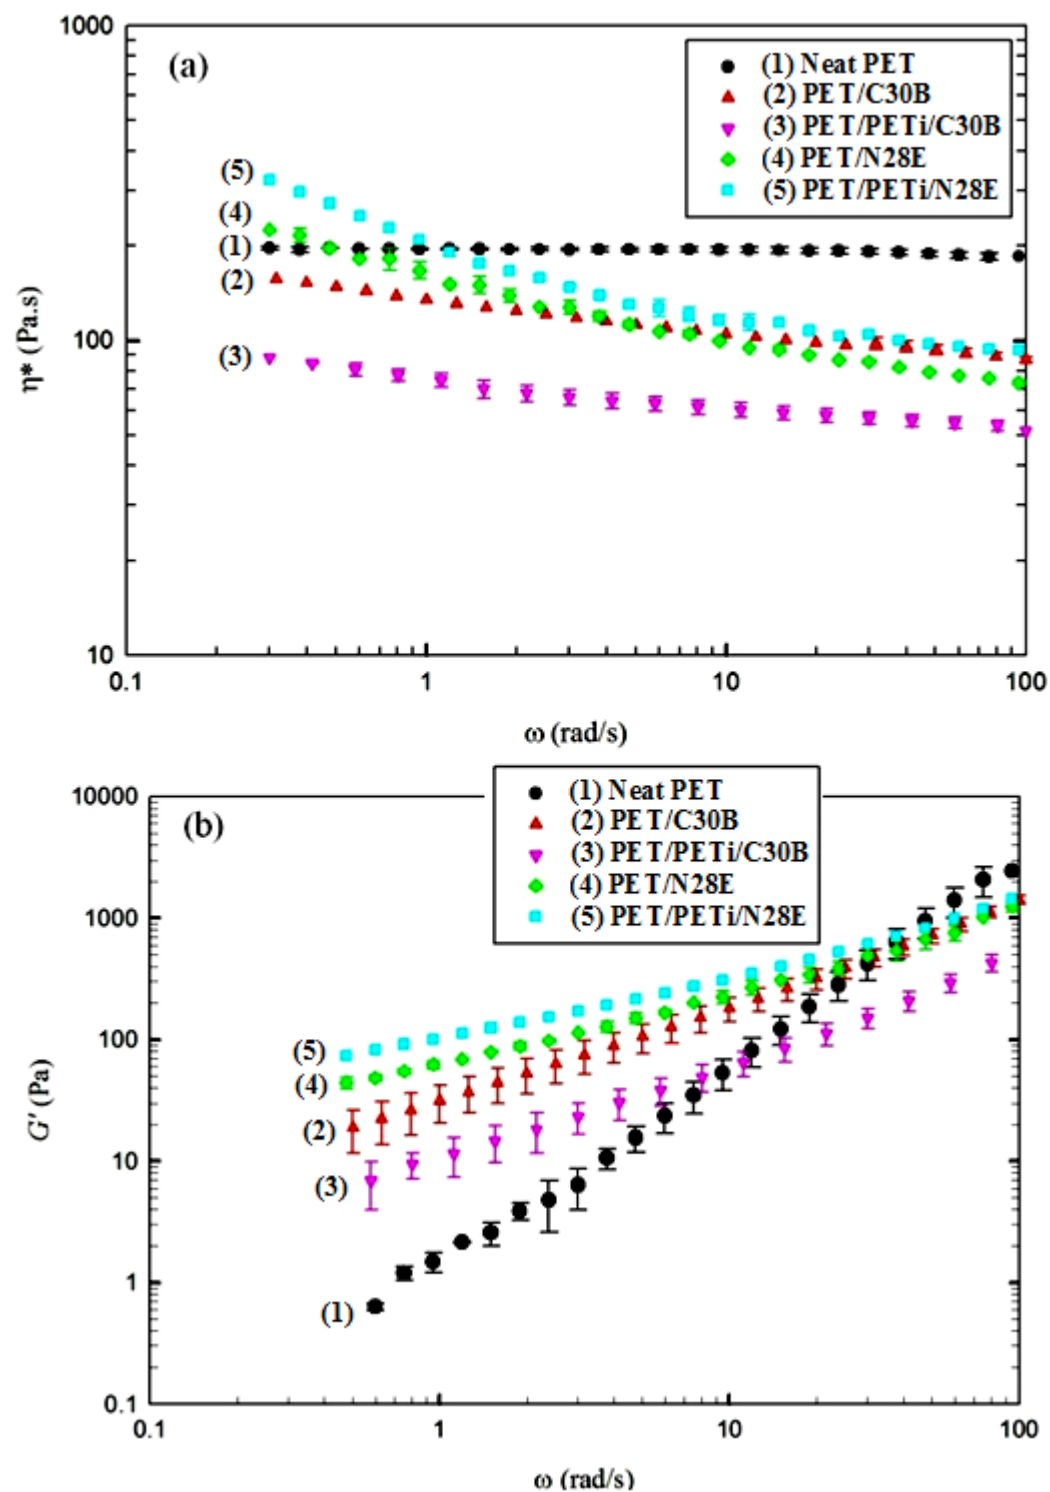 1000
(a)
(1) Neat PET
(2) PET/C30B
(3) PET/PETi/C30B
(4) PET/N28E
(5) PET/PETi/N28E
(5)
(4)
(1)
(2)
(3)
100
η* (Pa.s)
10
0.1
1
10
100
ω (rad/s)
10000
(b)
(1) Neat PET
(2) PET/C30B
(3) PET/PETi/C30B
(4) PET/N28E
(5) PET/PETi/N28E
1000
100
(5)
(4)
(2)
(3)
(1)
G' (Pa)
10
1
0.1
0.1
1
10
100
ω (rad/s)